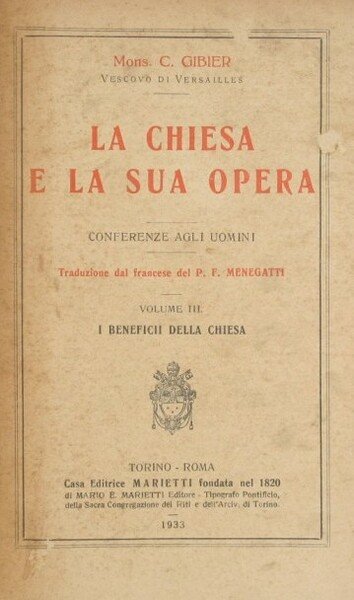 Mons. C. GIBIER
VESCOVO DI VERSAILLES
LA CHIESA
E LA SUA OPERA
CONFERENZE AGLI UOMINI
Traduzione dal francese del P. F. MENEGATTI
VOLUME III.
I BENEFICII DELLA CHIESA
TORINO - ROMA
Casa Editrice MARIETTI fondata nel 1820
di MARIO E. MARIETTI Editore - Tipografo Pontificio,
della Sacra Congregazione dei Riti e dell'Arciv. di Torino.
1933